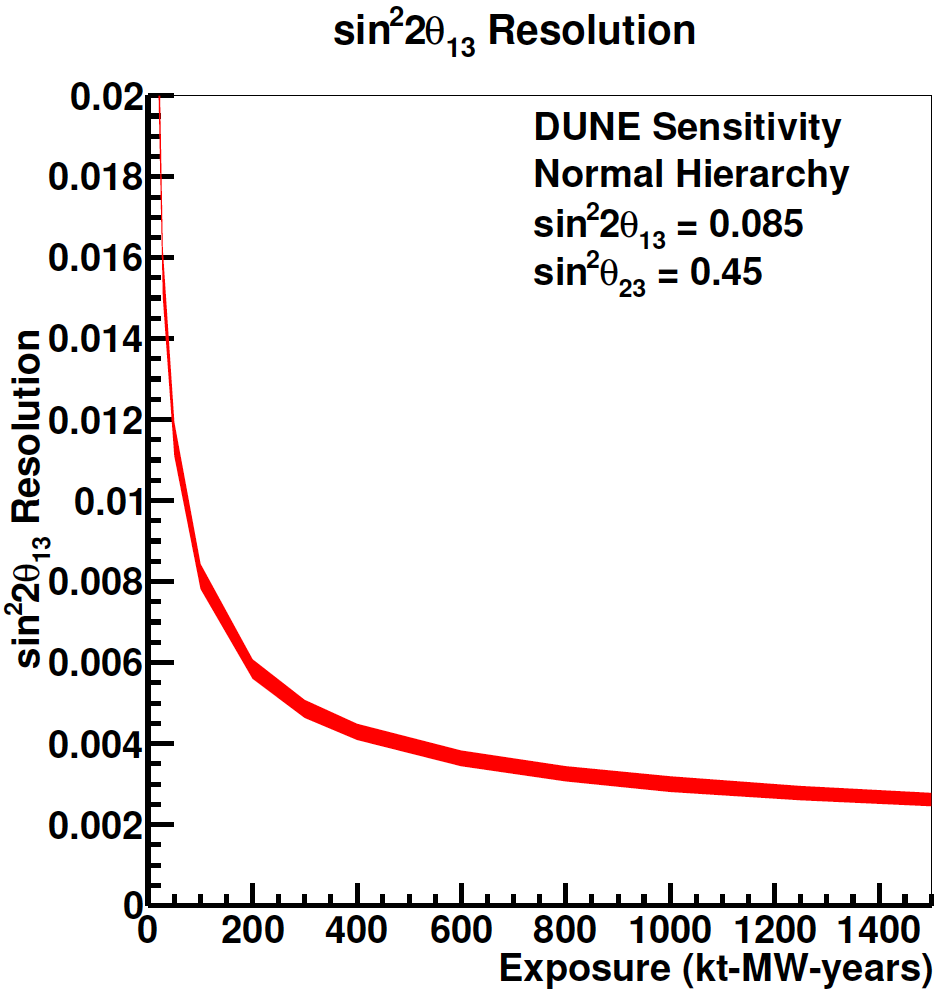 sin²2θ₁₃ Resolution
DUNE Sensitivity
Normal Hierarchy
sin²2θ₁₃ = 0.085
sin²θ₂₃ = 0.45
sin²2θ₁₃ Resolution
0.02
0.018
0.016
0.014
0.012
0.01
0.008
0.006
0.004
0.002
0
0 200 400 600 800 1000 1200 1400
Exposure (kt-MW-years)